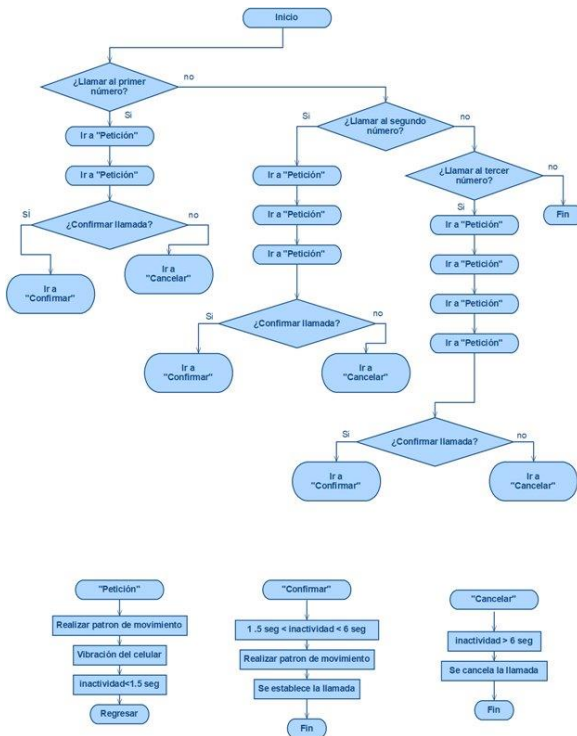 Inicio
¿Llamar al primer
número?
no
Si
Ir a "Petición"
Ir a "Petición"
¿Confirmar llamada?
SÍ
no
Ir a
"Confirmar"
Ir a
"Cancelar"
¿Llamar al segundo
número?
Si
no
Ir a "Petición"
Ir a "Petición"
Ir a "Petición"
¿Confirmar llamada?
Si
no
Ir a
"Confirmar"
Ir a
"Cancelar"
¿Llamar al tercer
número?
no
Si
Fin
Ir a "Petición"
Ir a "Petición"
Ir a "Petición"
Ir a "Petición"
¿Confirmar llamada?
Si
no
Ir a
"Confirmar"
Ir a
"Cancelar"
"Petición"
Realizar patron de movimiento
Vibración del celular
inactividad<1.5 seg
Regresar
"Confirmar"
1 .5 seg < inactividad < 6 seg
Realizar patron de movimiento
Se establece la llamada
Fin
"Cancelar"
inactividad > 6 seg
Se cancela la llamada
Fin